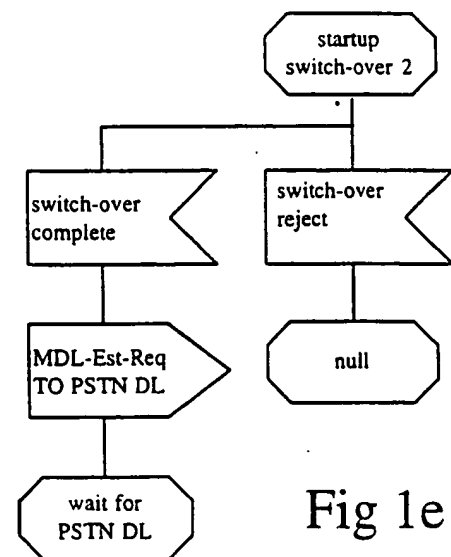 startup
switch-over 2
switch-over
complete
switch-over
reject
MDL-Est-Req
TO PSTN DL
null
wait for
PSTN DL
Fig 1e